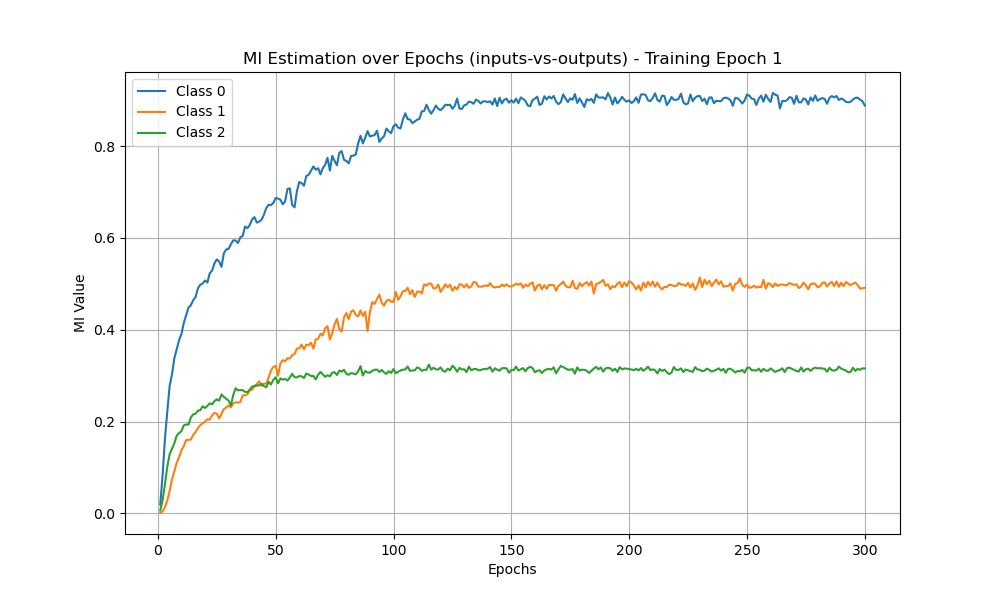 MI Estimation over Epochs (inputs-vs-outputs) - Training Epoch 1
Class 0
Class 1
Class 2
MI Value
0.8
0.6
0.4
0.2
0.0
0 50 100 150 200 250 300
Epochs